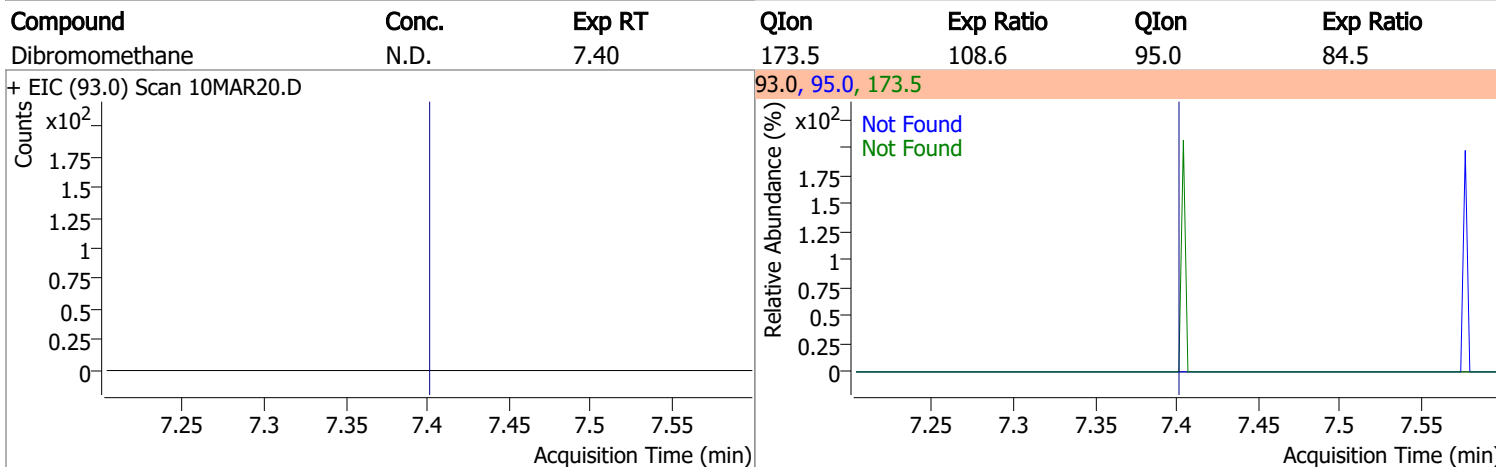 Compound Conc. Exp RT QIon Exp Ratio QIon Exp Ratio
Dibromomethane N.D. 7.40 173.5 108.6 95.0 84.5
+ EIC (93.0) Scan 10MAR20.D
Counts
x10²
1.75
1.5
1.25
1
0.75
0.5
0.25
0
7.25 7.3 7.35 7.4 7.45 7.5 7.55
Acquisition Time (min)
93.0, 95.0, 173.5
Relative Abundance (%)
x10²
Not Found
Not Found
1.75
1.5
1.25
1
0.75
0.5
0.25
0
7.25 7.3 7.35 7.4 7.45 7.5 7.55
Acquisition Time (min)